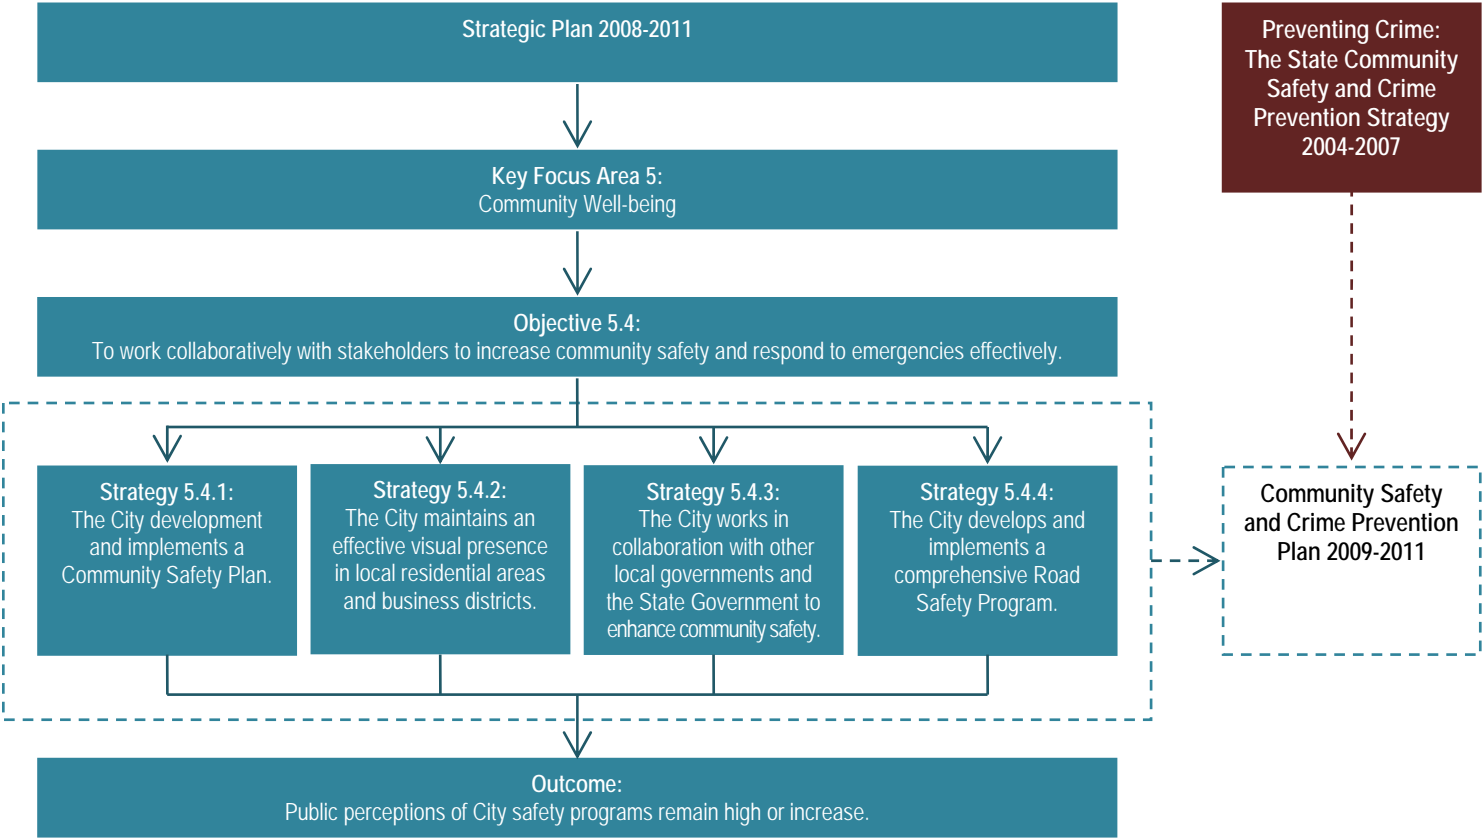 Strategic Plan 2008-2011
Preventing Crime:
The State Community
Safety and Crime
Prevention Strategy
2004-2007
Key Focus Area 5:
Community Well-being
Objective 5.4:
To work collaboratively with stakeholders to increase community safety and respond to emergencies effectively.
Strategy 5.4.1:
The City development
and implements a
Community Safety Plan.
Strategy 5.4.2:
The City maintains an
effective visual presence
in local residential areas
and business districts.
Strategy 5.4.3:
The City works in
collaboration with other
local governments and
the State Government to
enhance community safety.
Strategy 5.4.4:
The City develops and
implements a
comprehensive Road
Safety Program.
Community Safety
and Crime Prevention
Plan 2009-2011
Outcome:
Public perceptions of City safety programs remain high or increase.